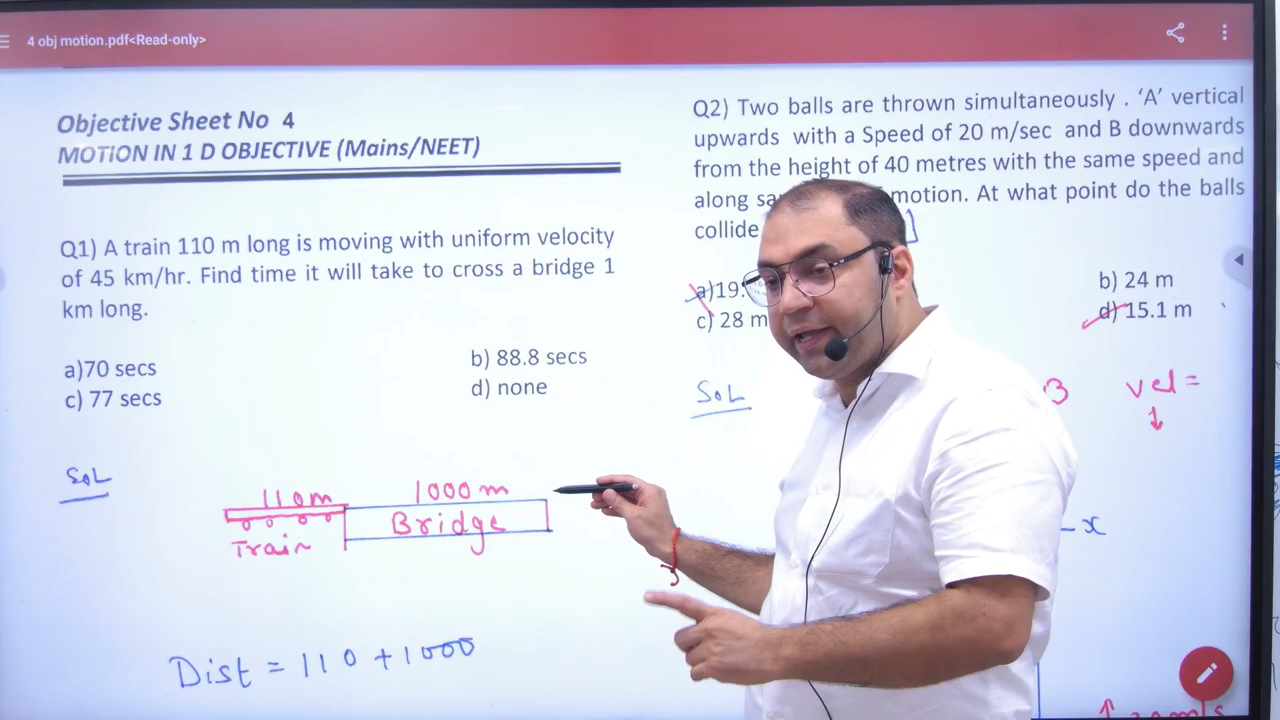 4 obj motion.pdf<Read-only>
Objective Sheet No 4
MOTION IN 1 D OBJECTIVE (Mains/NEET)
Q1) A train 110 m long is moving with uniform velocity
of 45 km/hr. Find time it will take to cross a bridge 1
km long.
a)70 secs
b) 88.8 secs
c) 77 secs
d) none
SOL
110m
1000m
Train
Bridge
Dist = 110 + 1000
Q2) Two balls are thrown simultaneously . ‘A’ vertical
upwards with a Speed of 20 m/sec and B downwards
from the height of 40 metres with the same speed and
along motion. At what point do the balls
collide
a)19.
b) 24 m
c) 28 m
d) 15.1 m
SOL
B vel =
- x